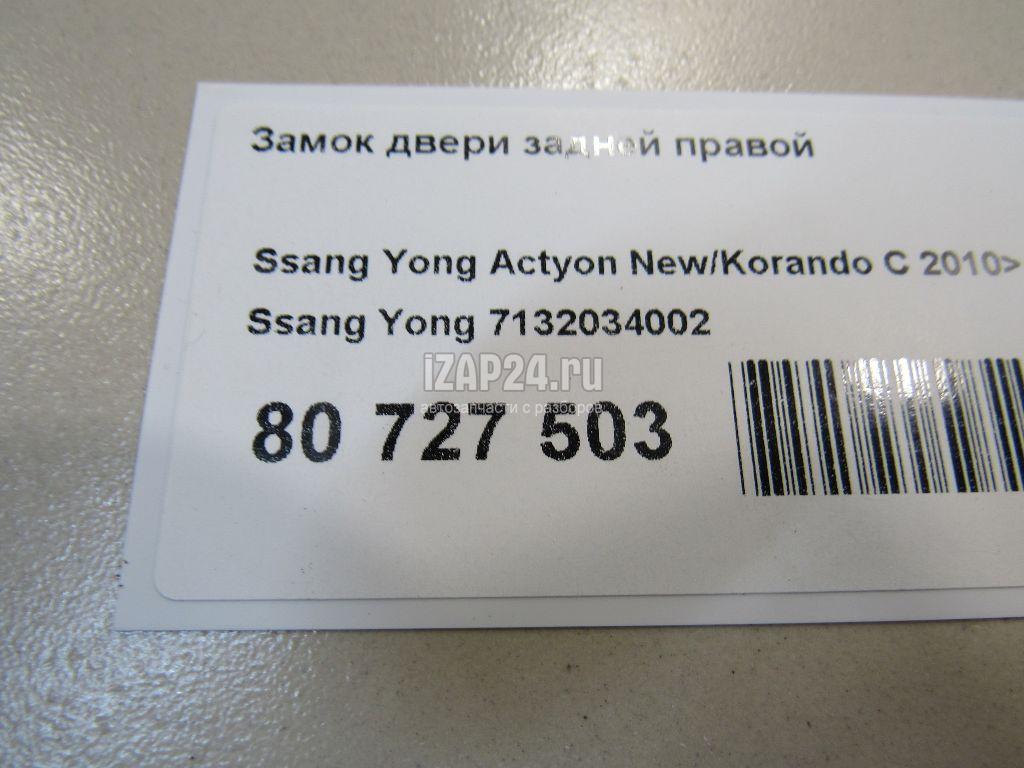 Замок двери задней правой
Ssang Yong Actyon New/Korando C 2010>
Ssang Yong 7132034002
iZAP24.ru
автозапчасти с разборов
80 727 503